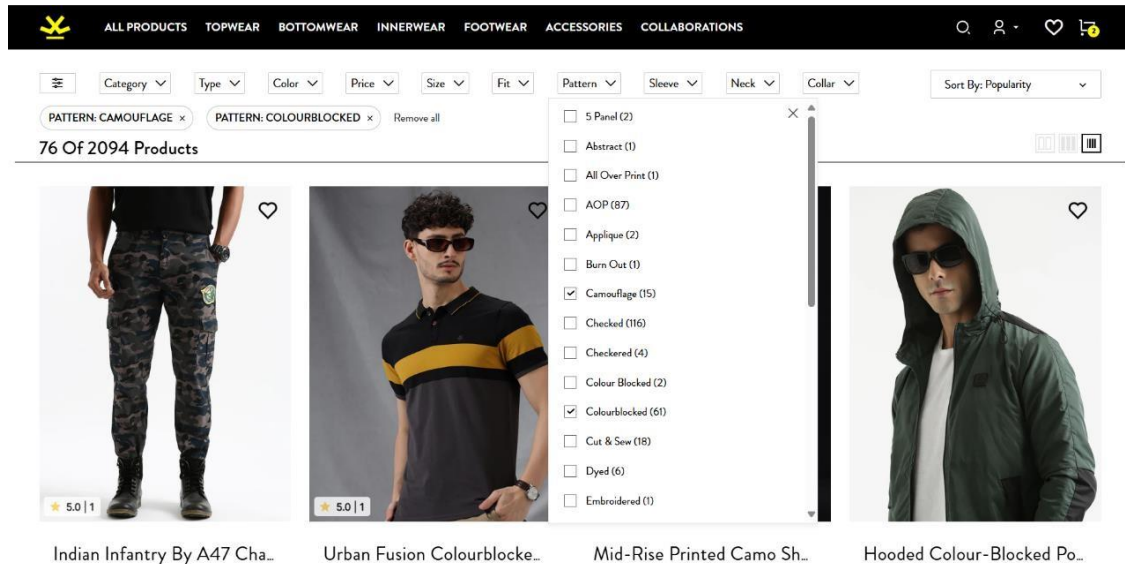 ALL PRODUCTS TOPWEAR BOTTOMWEAR INNERWEAR FOOTWEAR ACCESSORIES COLLABORATIONS 2
Category Type Color Price Size Fit Pattern Sleeve Neck Collar Sort By: Popularity
PATTERN: CAMOUFLAGE × PATTERN: COLOURBLOCKED × Remove all
76 Of 2094 Products
5 Panel (2)
Abstract (1)
All Over Print (1)
AOP (87)
Applique (2)
Burn Out (1)
Camouflage (15)
Checked (116)
Checkered (4)
Colour Blocked (2)
Colourblocked (61)
Cut & Sew (18)
Dyed (6)
Embroidered (1)
5.0 | 1 5.0 | 1
Indian Infantry By A47 Cha... Urban Fusion Colourblocke... Mid-Rise Printed Camo Sh... Hooded Colour-Blocked Po...